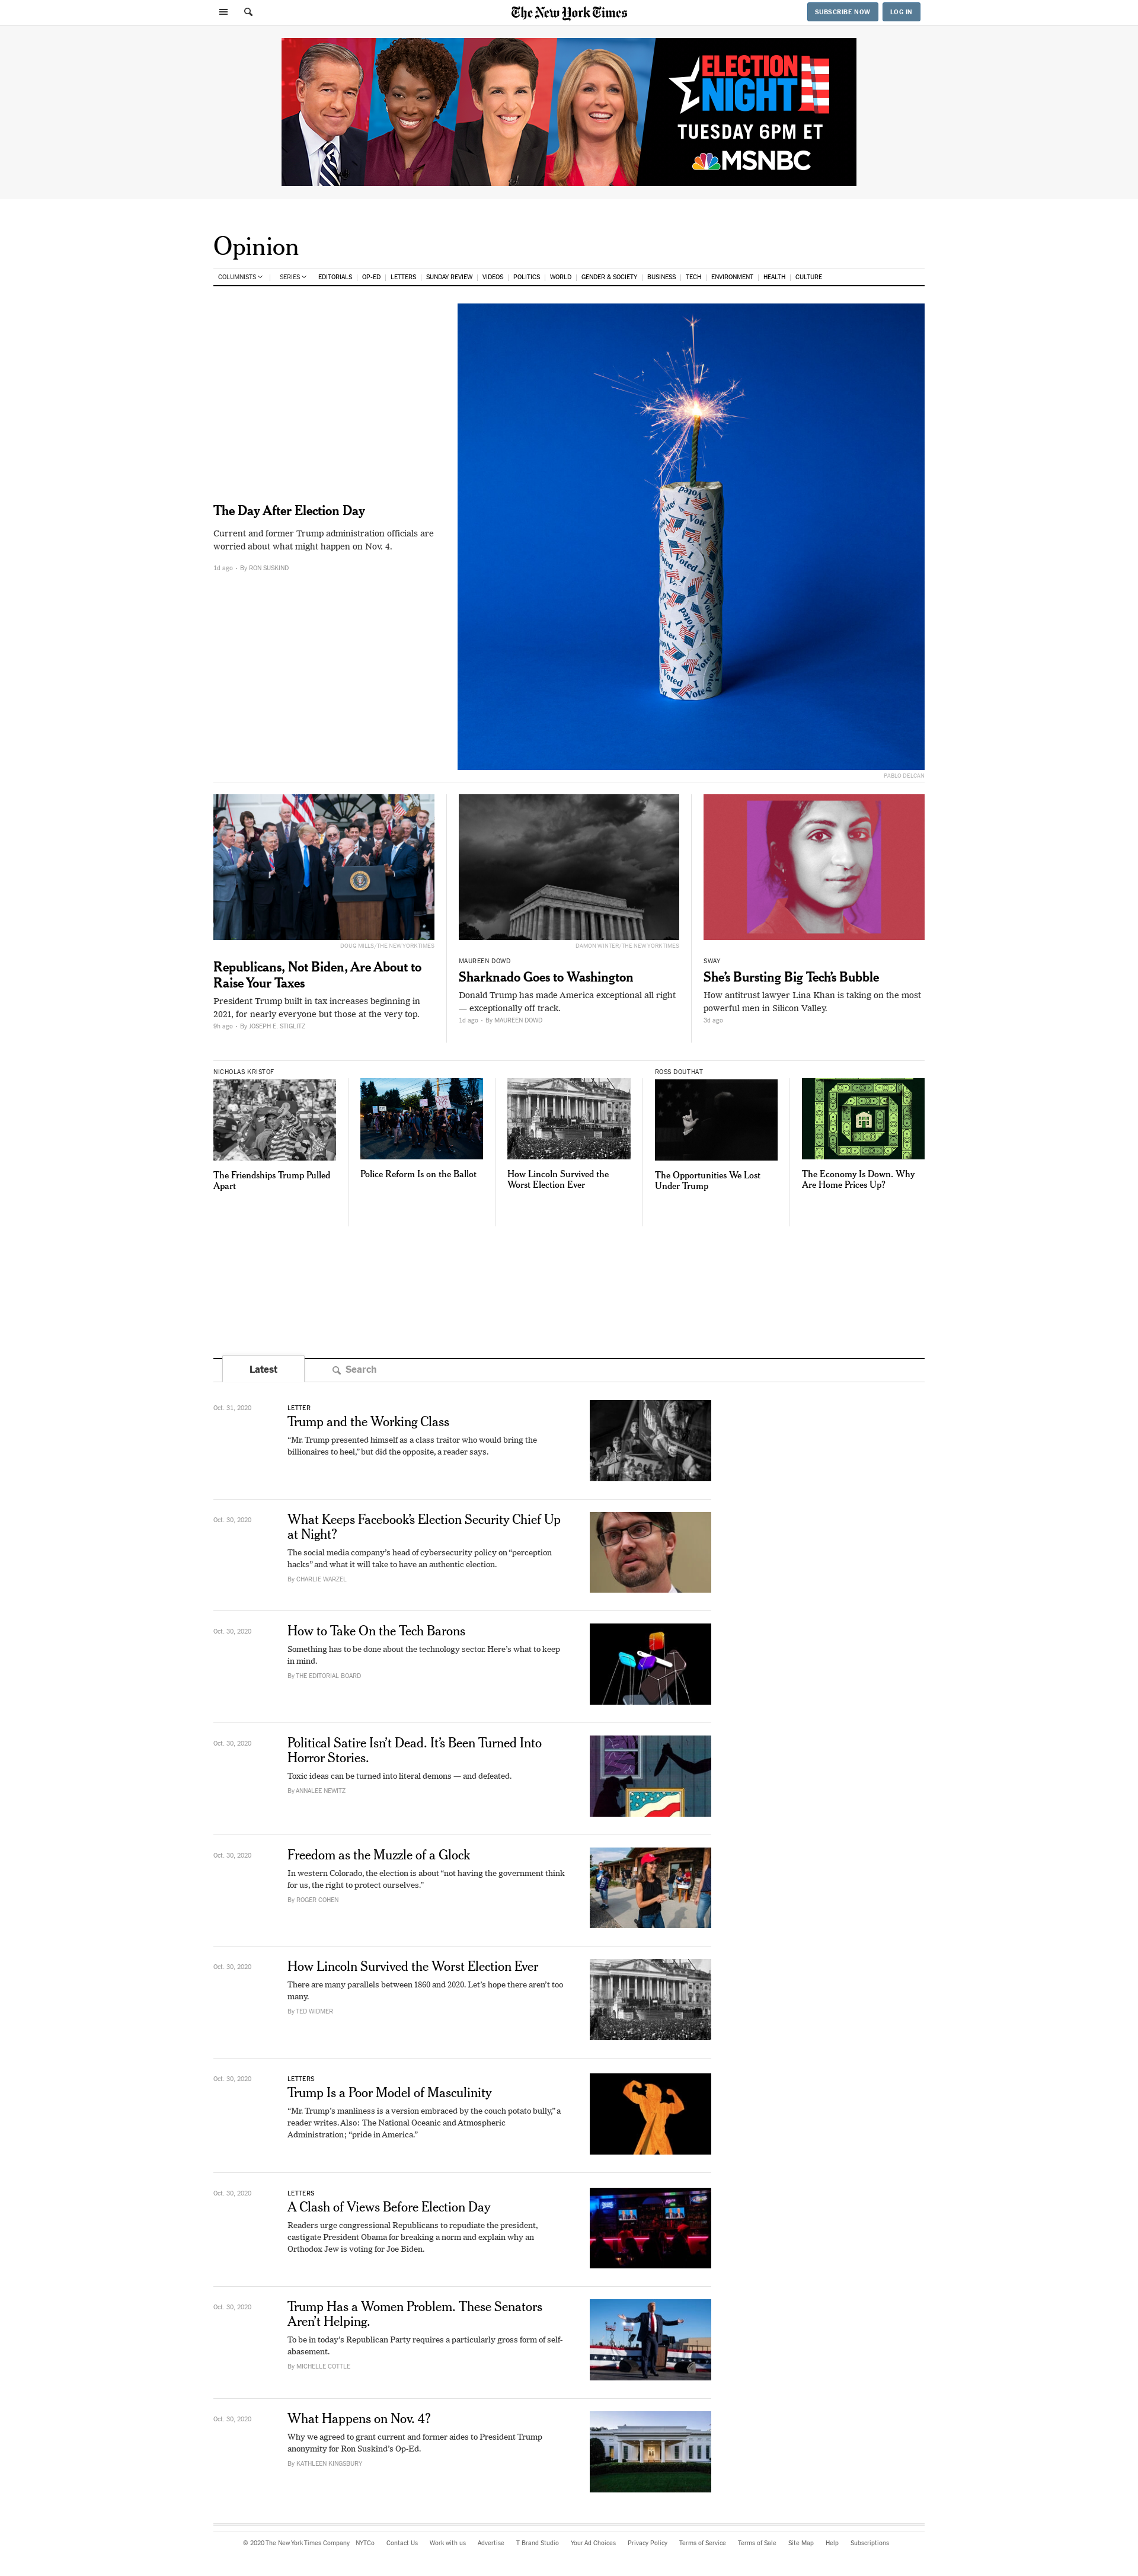 The New York Times
SUBSCRIBE NOW
LOG IN
ELECTION
NIGHT
TUESDAY 6PM ET
MSNBC
Opinion
COLUMNISTS SERIES EDITORIALS OP-ED LETTERS SUNDAY REVIEW VIDEOS POLITICS WORLD GENDER & SOCIETY BUSINESS TECH ENVIRONMENT HEALTH CULTURE
The Day After Election Day
Current and former Trump administration officials are
worried about what might happen on Nov. 4.
1d ago • By RON SUSKIND
I Voted
PABLO DELCAN
DOUG MILLS/THE NEW YORK TIMES
Republicans, Not Biden, Are About to
Raise Your Taxes
President Trump built in tax increases beginning in
2021, for nearly everyone but those at the very top.
9h ago • By JOSEPH E. STIGLITZ
DAMON WINTER/THE NEW YORK TIMES
MAUREEN DOWD
Sharknado Goes to Washington
Donald Trump has made America exceptional all right
— exceptionally off track.
1d ago • By MAUREEN DOWD
SWAY
She’s Bursting Big Tech’s Bubble
How antitrust lawyer Lina Khan is taking on the most
powerful men in Silicon Valley.
3d ago
NICHOLAS KRISTOF
The Friendships Trump Pulled
Apart
Police Reform Is on the Ballot
How Lincoln Survived the
Worst Election Ever
ROSS DOUTHAT
The Opportunities We Lost
Under Trump
The Economy Is Down. Why
Are Home Prices Up?
Latest
Search
Oct. 31, 2020
LETTER
Trump and the Working Class
“Mr. Trump presented himself as a class traitor who would bring the
billionaires to heel,” but did the opposite, a reader says.
Oct. 30, 2020
What Keeps Facebook’s Election Security Chief Up
at Night?
The social media company’s head of cybersecurity policy on “perception
hacks” and what it will take to have an authentic election.
By CHARLIE WARZEL
Oct. 30, 2020
How to Take On the Tech Barons
Something has to be done about the technology sector. Here’s what to keep
in mind.
By THE EDITORIAL BOARD
Oct. 30, 2020
Political Satire Isn’t Dead. It’s Been Turned Into
Horror Stories.
Toxic ideas can be turned into literal demons — and defeated.
By ANNALEE NEWITZ
Oct. 30, 2020
Freedom as the Muzzle of a Glock
In western Colorado, the election is about “not having the government think
for us, the right to protect ourselves.”
By ROGER COHEN
Oct. 30, 2020
How Lincoln Survived the Worst Election Ever
There are many parallels between 1860 and 2020. Let’s hope there aren’t too
many.
By TED WIDMER
Oct. 30, 2020
LETTERS
Trump Is a Poor Model of Masculinity
“Mr. Trump’s manliness is a version embraced by the couch potato bully,” a
reader writes. Also: The National Oceanic and Atmospheric
Administration; “pride in America.”
Oct. 30, 2020
LETTERS
A Clash of Views Before Election Day
Readers urge congressional Republicans to repudiate the president,
castigate President Obama for breaking a norm and explain why an
Orthodox Jew is voting for Joe Biden.
Oct. 30, 2020
Trump Has a Women Problem. These Senators
Aren’t Helping.
To be in today’s Republican Party requires a particularly gross form of self-
abasement.
By MICHELLE COTTLE
Oct. 30, 2020
What Happens on Nov. 4?
Why we agreed to grant current and former aides to President Trump
anonymity for Ron Suskind’s Op-Ed.
By KATHLEEN KINGSBURY
© 2020 The New York Times Company NYTCo Contact Us Work with us Advertise T Brand Studio Your Ad Choices Privacy Policy Terms of Service Terms of Sale Site Map Help Subscriptions